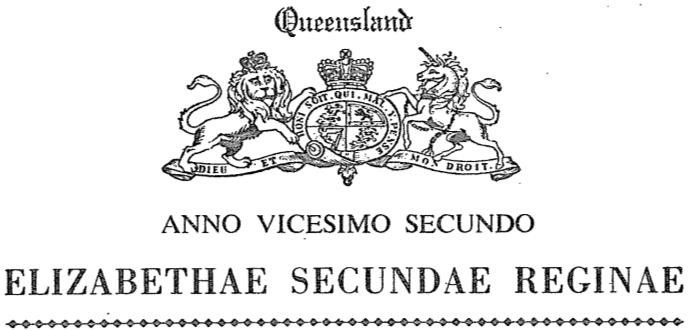 Queensland
HONI SOIT QUI MAL Y PENSE
DIEU ET MON DROIT
ANNO VICESIMO SECUNDO
ELIZABETHAE SECUNDAE REGINAE